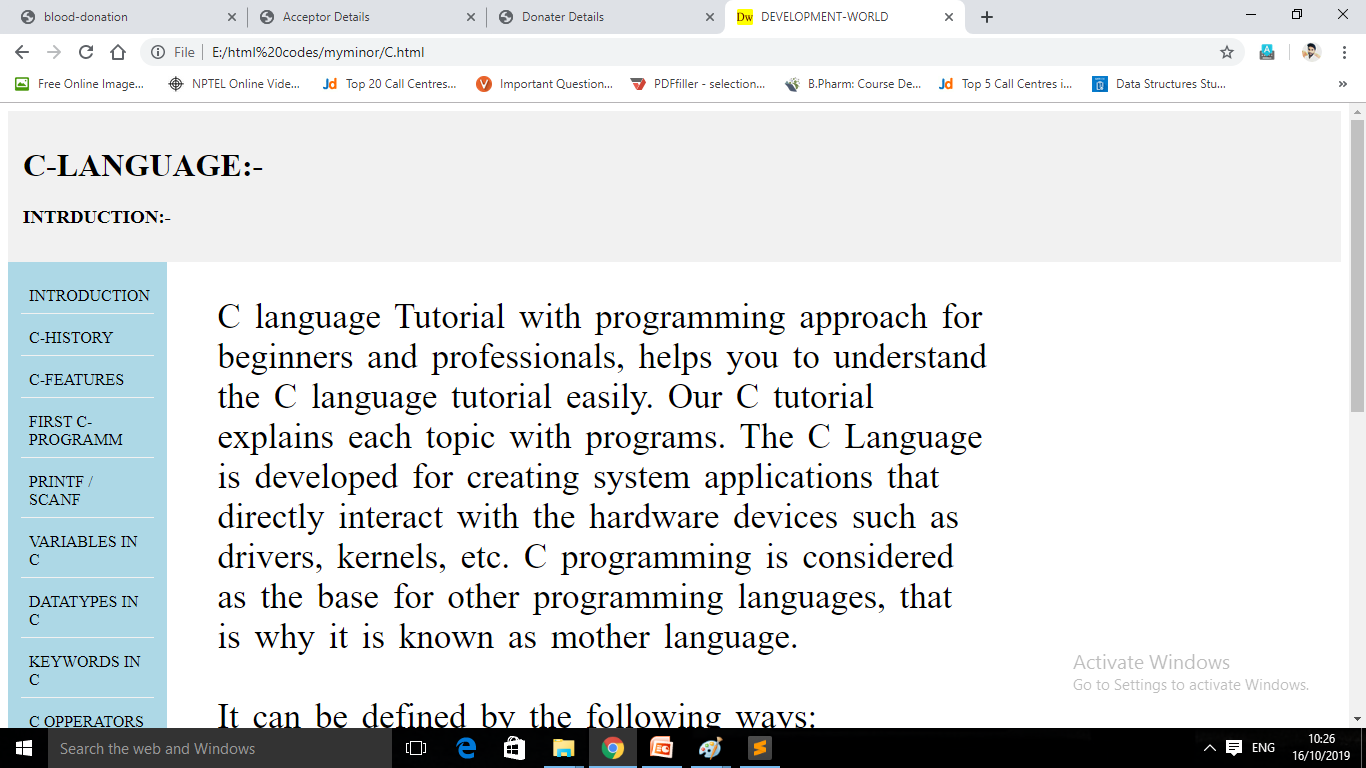 blood-donation
Acceptor Details
Donater Details
Dw DEVELOPMENT-WORLD
File E:/html%20codes/myminor/C.html
Free Online Image...
NPTEL Online Vide...
Jd Top 20 Call Centres...
V Important Question...
PDFfiller - selection...
B.Pharm: Course De...
Jd Top 5 Call Centres i...
Data Structures Stu...
»
C-LANGUAGE:-
INTRDUCTION:-
INTRODUCTION
C-HISTORY
C-FEATURES
FIRST C-
PROGRAMM
PRINTF /
SCANF
VARIABLES IN
C
DATATYPES IN
C
KEYWORDS IN
C
C OPPERATORS
C language Tutorial with programming approach for
beginners and professionals, helps you to understand
the C language tutorial easily. Our C tutorial
explains each topic with programs. The C Language
is developed for creating system applications that
directly interact with the hardware devices such as
drivers, kernels, etc. C programming is considered
as the base for other programming languages, that
is why it is known as mother language.
It can be defined by the following ways:
Activate Windows
Go to Settings to activate Windows.
Search the web and Windows
ENG
10:26
16/10/2019